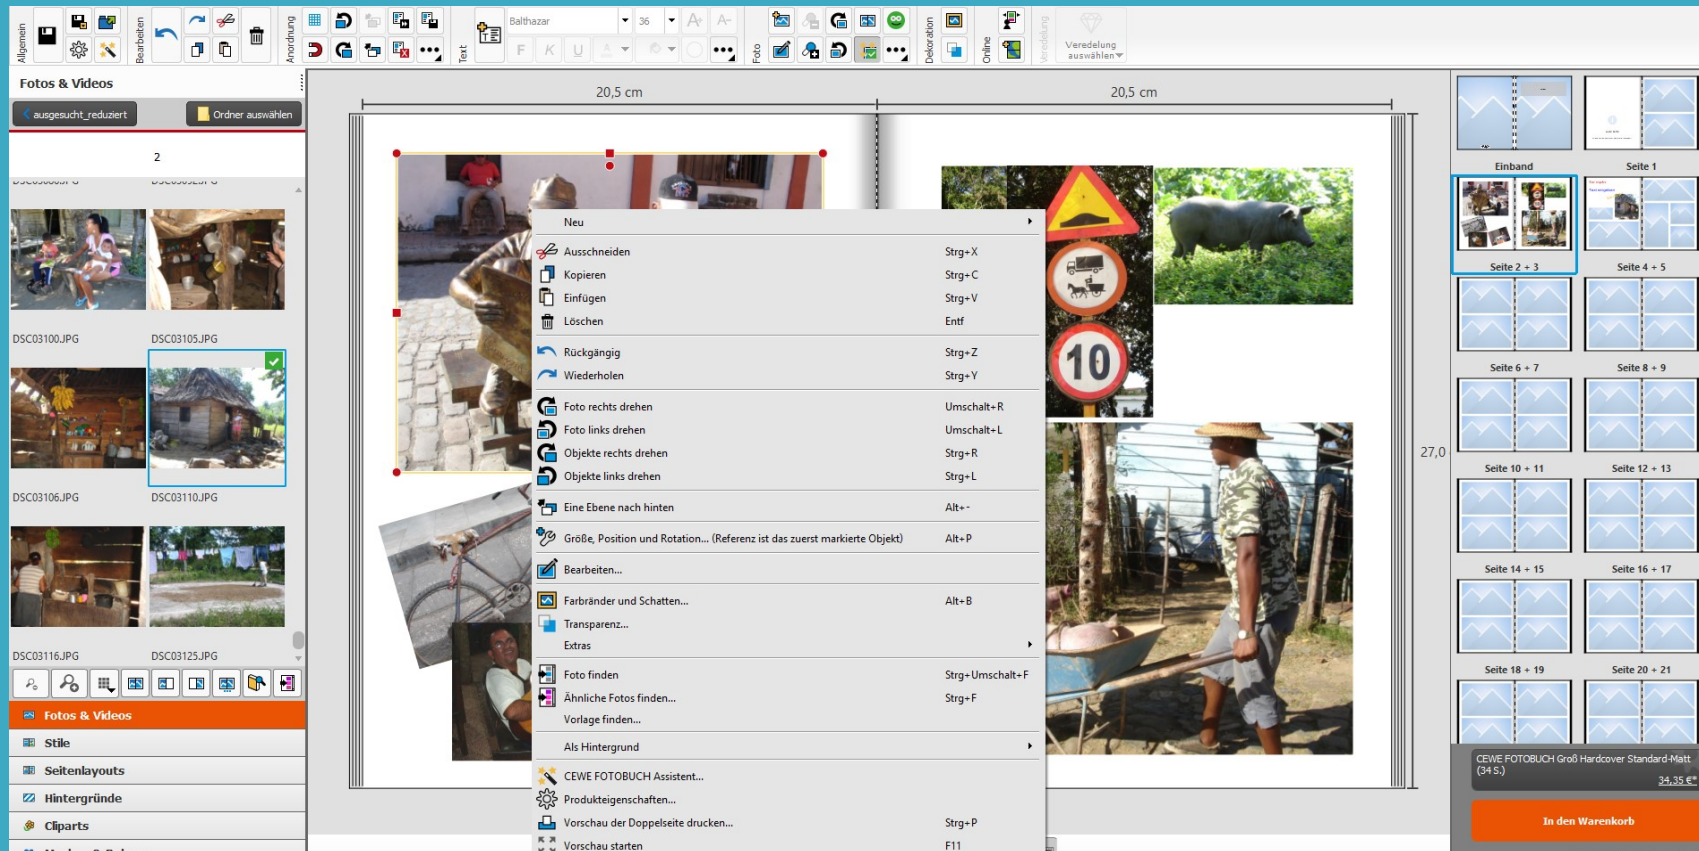 Allgemein
Bearbeiten
Anordnung
Text
Balthazar
36
A+
A-
F K U A
Foto
Dekoration
Online
Veredelung
Veredelung
auswählen
Fotos & Videos
ausgesucht_reduziert
Ordner auswählen
2
DSC03100.JPG
DSC03105.JPG
DSC03106.JPG
DSC03110.JPG
DSC03116.JPG
DSC03125.JPG
Fotos & Videos
Stile
Seitenlayouts
Hintergründe
Cliparts
20,5 cm
20,5 cm
27,0
10
Neu
Ausschneiden Strg+X
Kopieren Strg+C
Einfügen Strg+V
Löschen Entf
Rückgängig Strg+Z
Wiederholen Strg+Y
Foto rechts drehen Umschalt+R
Foto links drehen Umschalt+L
Objekte rechts drehen Strg+R
Objekte links drehen Strg+L
Eine Ebene nach hinten Alt+-
Größe, Position und Rotation... (Referenz ist das zuerst markierte Objekt) Alt+P
Bearbeiten...
Farbränder und Schatten... Alt+B
Transparenz...
Extras
Foto finden Strg+Umschalt+F
Ähnliche Fotos finden... Strg+F
Vorlage finden...
Als Hintergrund
CEWE FOTOBUCH Assistent...
Produkteigenschaften...
Vorschau der Doppelseite drucken... Strg+P
Vorschau starten F11
Einband
Seite 1
Seite 2 + 3
Seite 4 + 5
Seite 6 + 7
Seite 8 + 9
Seite 10 + 11
Seite 12 + 13
Seite 14 + 15
Seite 16 + 17
Seite 18 + 19
Seite 20 + 21
CEWE FOTOBUCH Groß Hardcover Standard-Matt
(34 S.)
34,35 €*
In den Warenkorb